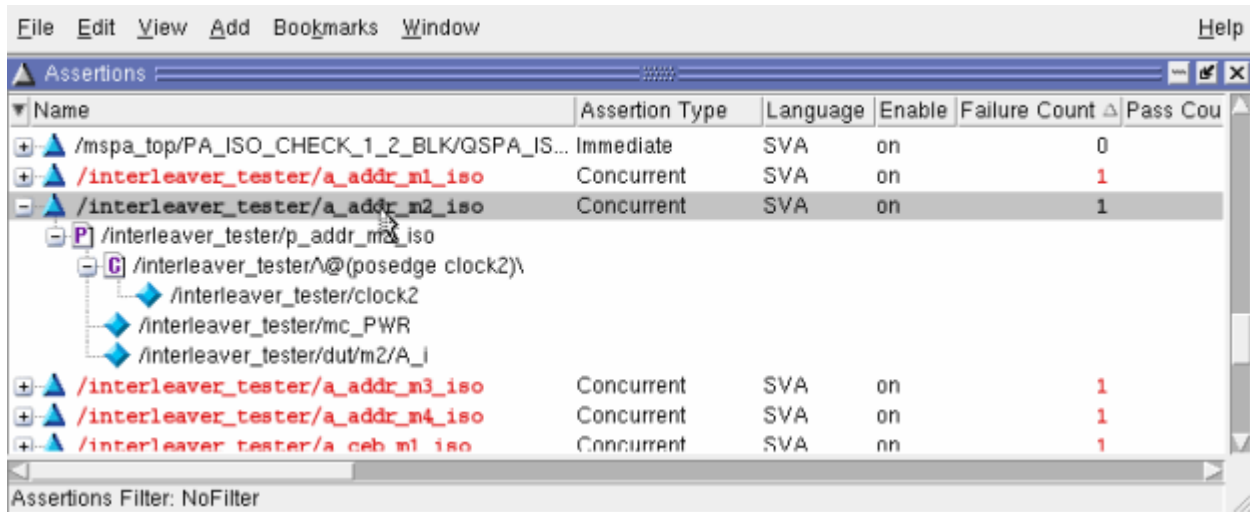 File Edit View Add Bookmarks Window Help
Assertions
Name Assertion Type Language Enable Failure Count Pass Cou
/mspa_top/PA_ISO_CHECK_1_2_BLK/QSPA_IS... Immediate SVA on 0
/interleaver_tester/a_addr_m1_iso Concurrent SVA on 1
/interleaver_tester/a_addr_m2_iso Concurrent SVA on 1
P /interleaver_tester/p_addr_m2_iso
C /interleaver_tester/\@(posedge clock2)\
/interleaver_tester/clock2
/interleaver_tester/mc_PWR
/interleaver_tester/dut/m2/A_i
/interleaver_tester/a_addr_m3_iso Concurrent SVA on 1
/interleaver_tester/a_addr_m4_iso Concurrent SVA on 1
/interleaver_tester/a_ceb_m1_iso Concurrent SVA on 1
Assertions Filter: NoFilter